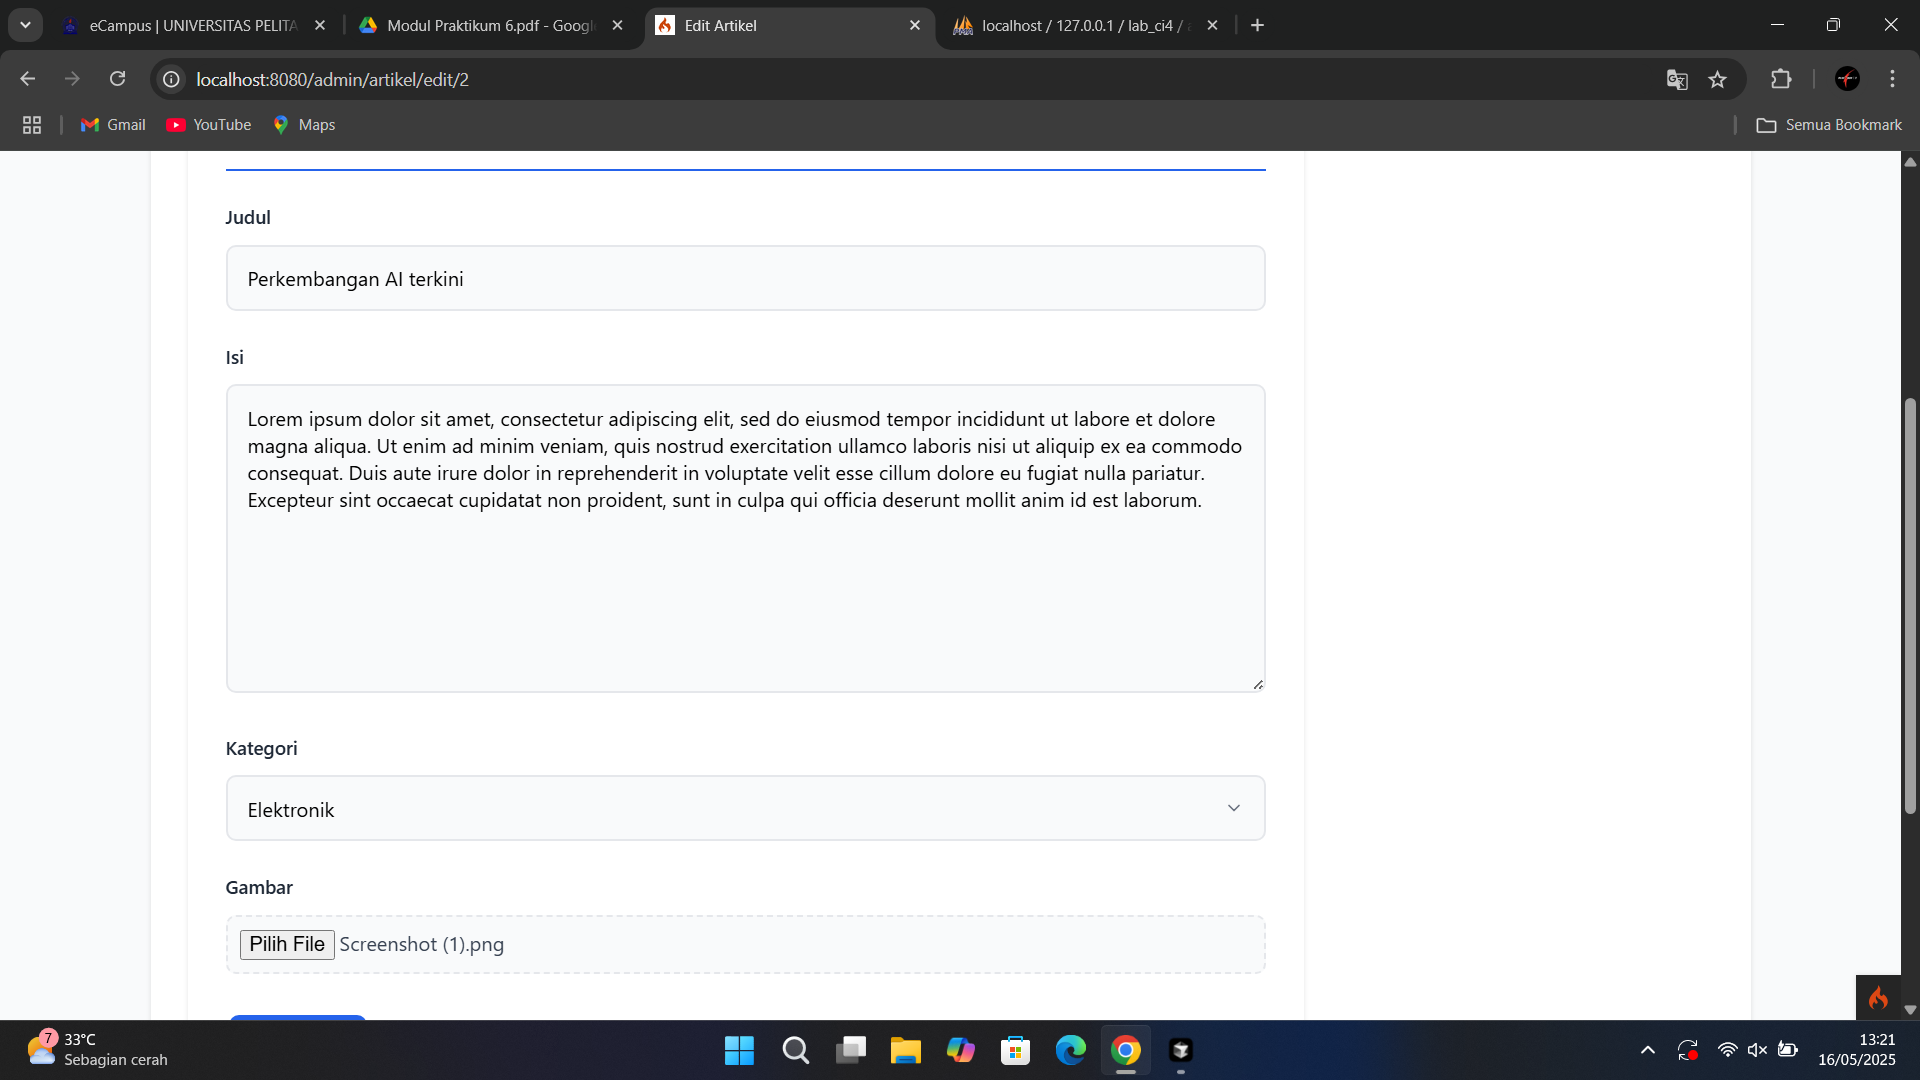 eCampus | UNIVERSITAS PELITA
Modul Praktikum 6.pdf - Googl
Edit Artikel
localhost / 127.0.0.1 / lab_ci4 /
localhost:8080/admin/artikel/edit/2
Gmail
YouTube
Maps
Semua Bookmark
Judul
Perkembangan AI terkini
Isi
Lorem ipsum dolor sit amet, consectetur adipiscing elit, sed do eiusmod tempor incididunt ut labore et dolore
magna aliqua. Ut enim ad minim veniam, quis nostrud exercitation ullamco laboris nisi ut aliquip ex ea commodo
consequat. Duis aute irure dolor in reprehenderit in voluptate velit esse cillum dolore eu fugiat nulla pariatur.
Excepteur sint occaecat cupidatat non proident, sunt in culpa qui officia deserunt mollit anim id est laborum.
Kategori
Elektronik
Gambar
Pilih File Screenshot (1).png
7
33°C
Sebagian cerah
13:21
16/05/2025